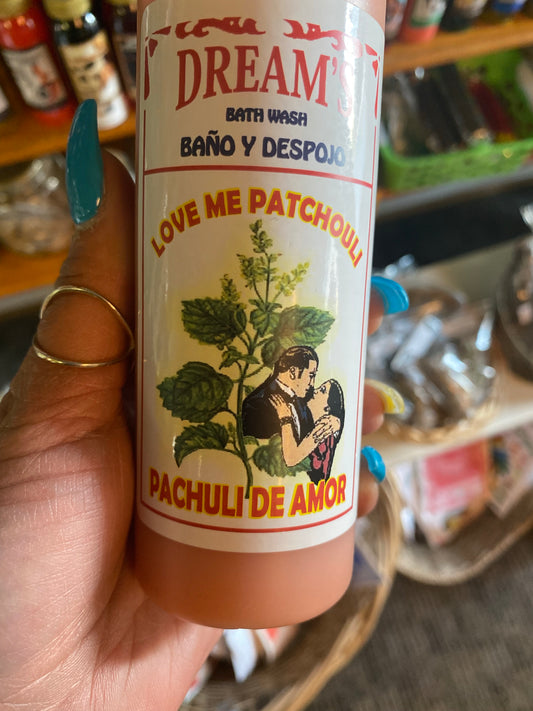 DREAM'S
BATH WASH
BAÑO Y DESPOJO
LOVE ME PATCHOULI
PACHULI DE AMOR